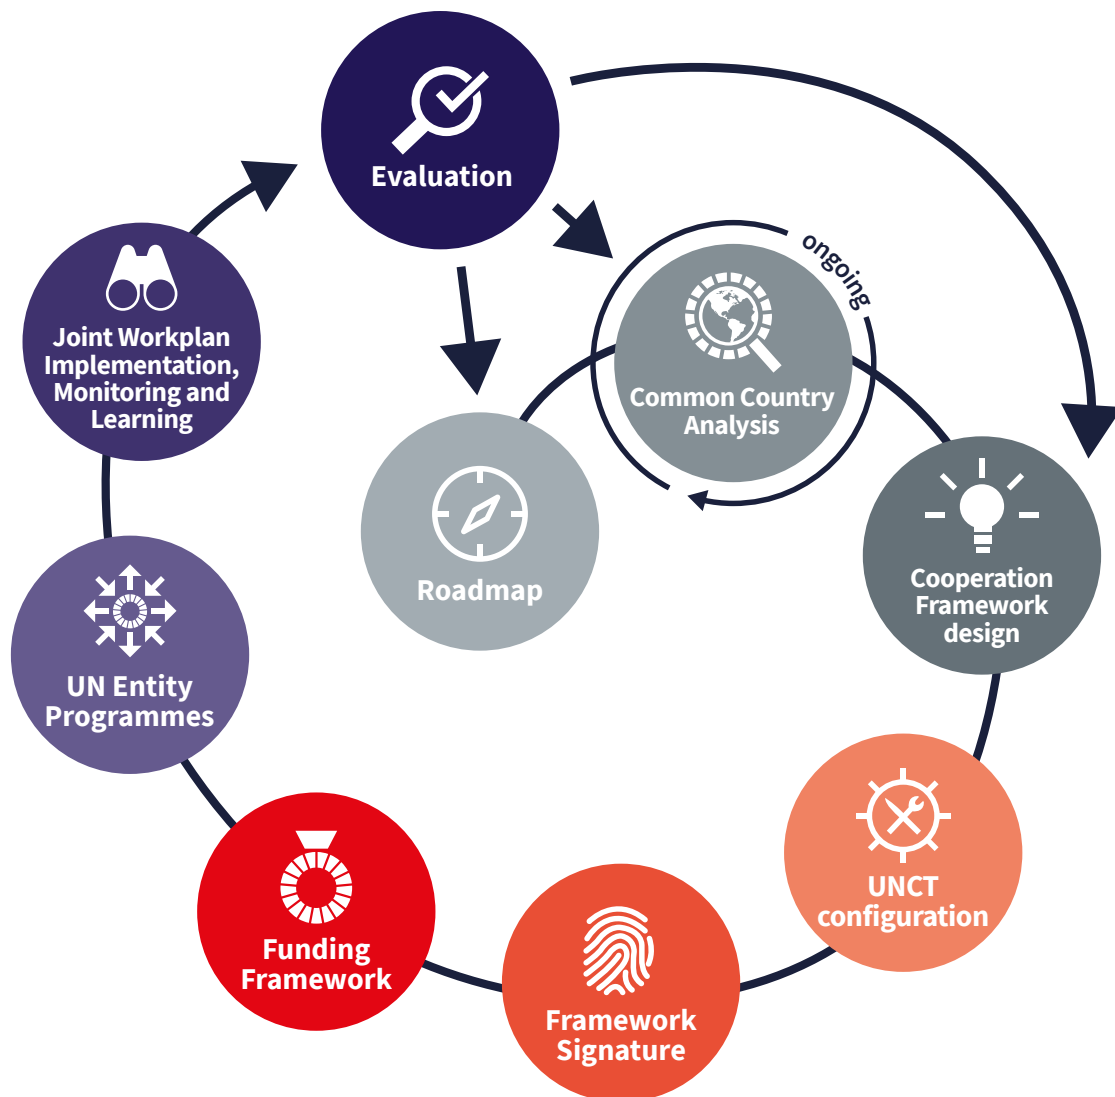 Evaluation
ongoing
Joint Workplan
Implementation,
Monitoring and
Learning
Common Country
Analysis
Roadmap
Cooperation
Framework
design
UN Entity
Programmes
UNCT
configuration
Funding
Framework
Framework
Signature